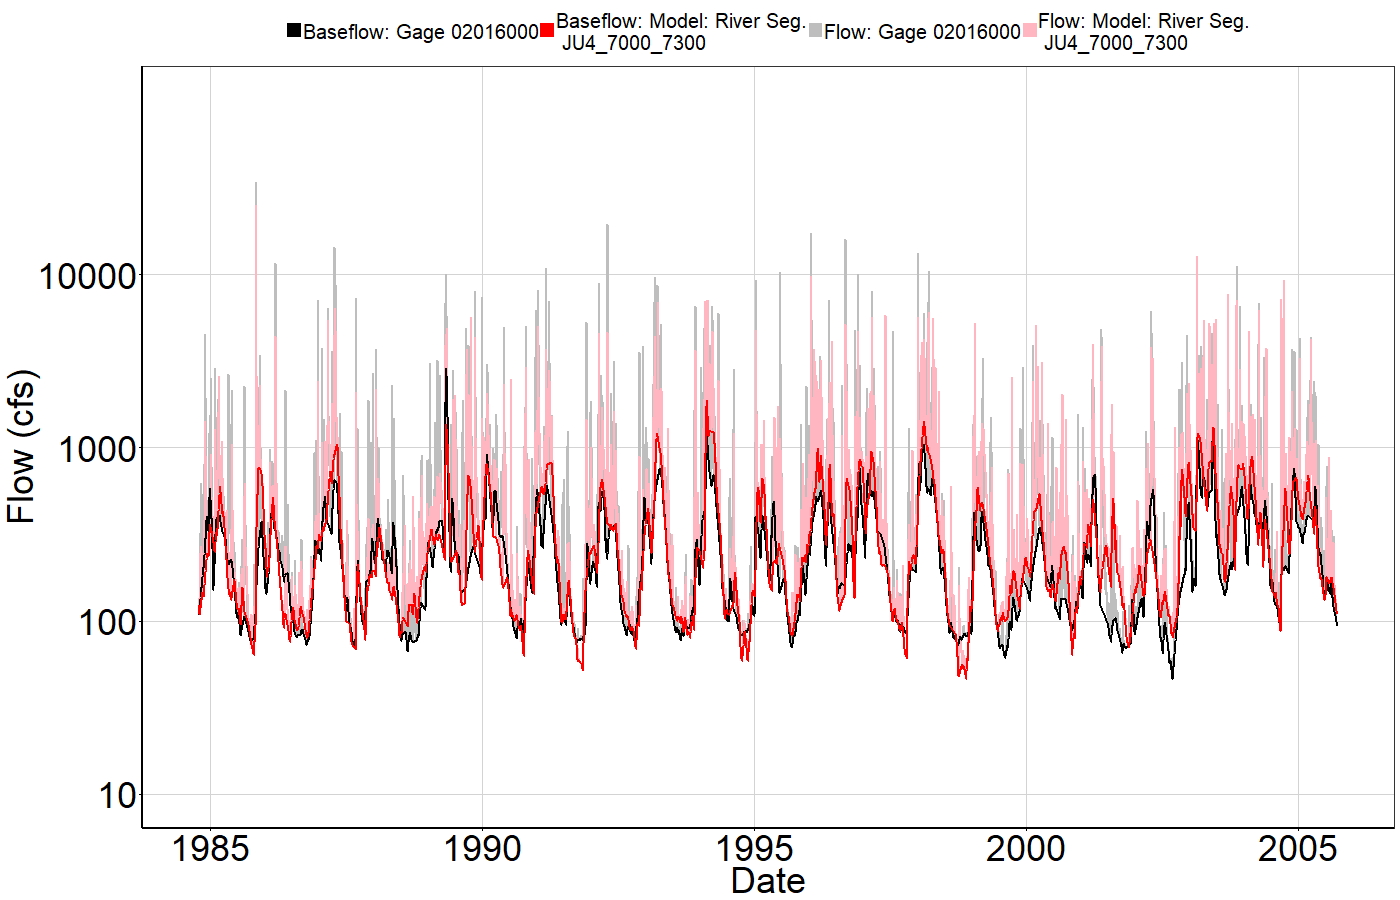 Baseflow: Gage 02016000
Baseflow: Model: River Seg.
JU4_7000_7300
Flow: Gage 02016000
Flow: Model: River Seg.
JU4_7000_7300
Flow (cfs)
10000
1000
100
10
1985
1990
1995
2000
2005
Date